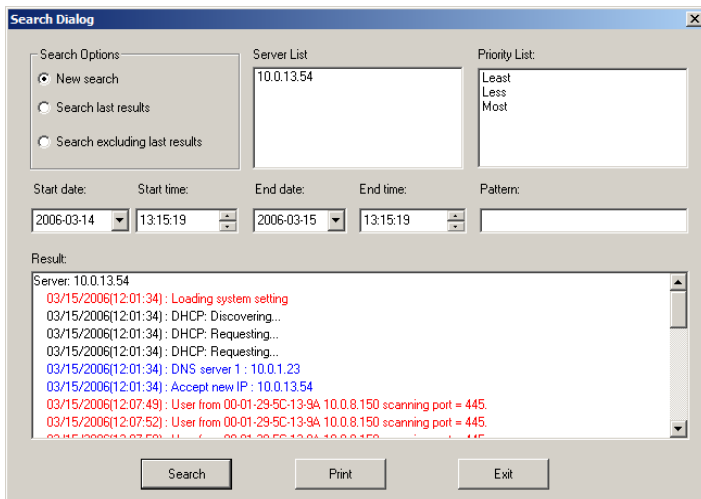 Search Dialog
Search Options
New search
Search last results
Search excluding last results
Server List
10.0.13.54
Priority List:
Least
Less
Most
Start date:
Start time:
End date:
End time:
Pattern:
2006-03-14
13:15:19
2006-03-15
13:15:19
Result:
Server: 10.0.13.54
03/15/2006(12:01:34) : Loading system setting
03/15/2006(12:01:34) : DHCP: Discovering...
03/15/2006(12:01:34) : DHCP: Requesting...
03/15/2006(12:01:34) : DHCP: Requesting...
03/15/2006(12:01:34) : DNS server 1 : 10.0.1.23
03/15/2006(12:01:34) : Accept new IP : 10.0.13.54
03/15/2006(12:07:49) : User from 00-01-29-5C-13-9A 10.0.8.150 scanning port = 445.
03/15/2006(12:07:52) : User from 00-01-29-5C-13-9A 10.0.8.150 scanning port = 445.
Search
Print
Exit